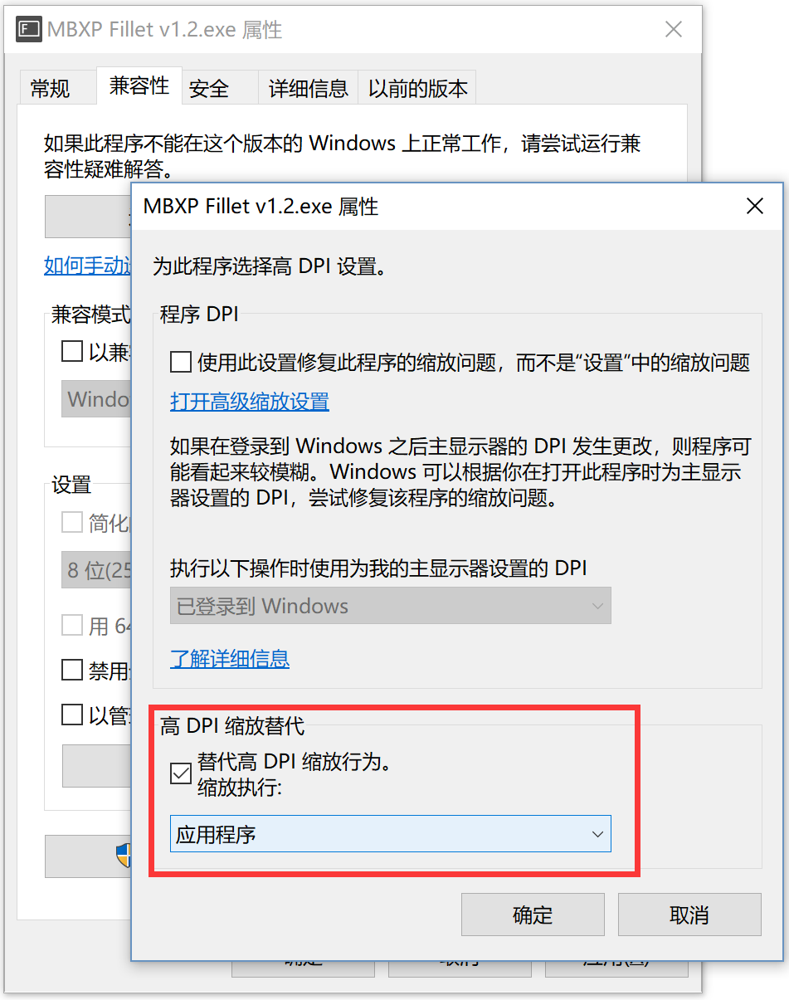 MBXP Fillet v1.2.exe 属性
常规
兼容性
安全
详细信息
以前的版本
如果此程序不能在这个版本的 Windows 上正常工作，请尝试运行兼
容性疑难解答。
如何手动
兼容模式
以兼
Windo
设置
简化
8 位(25
用 64
禁用
以管
MBXP Fillet v1.2.exe 属性
为此程序选择高 DPI 设置。
程序 DPI
使用此设置修复此程序的缩放问题，而不是“设置”中的缩放问题
打开高级缩放设置
如果在登录到 Windows 之后主显示器的 DPI 发生更改，则程序可
能看起来较模糊。Windows 可以根据你在打开此程序时为主显示
器设置的 DPI，尝试修复该程序的缩放问题。
执行以下操作时使用为我的主显示器设置的 DPI
已登录到 Windows
了解详细信息
高 DPI 缩放替代
替代高 DPI 缩放行为。
缩放执行:
应用程序
确定
取消